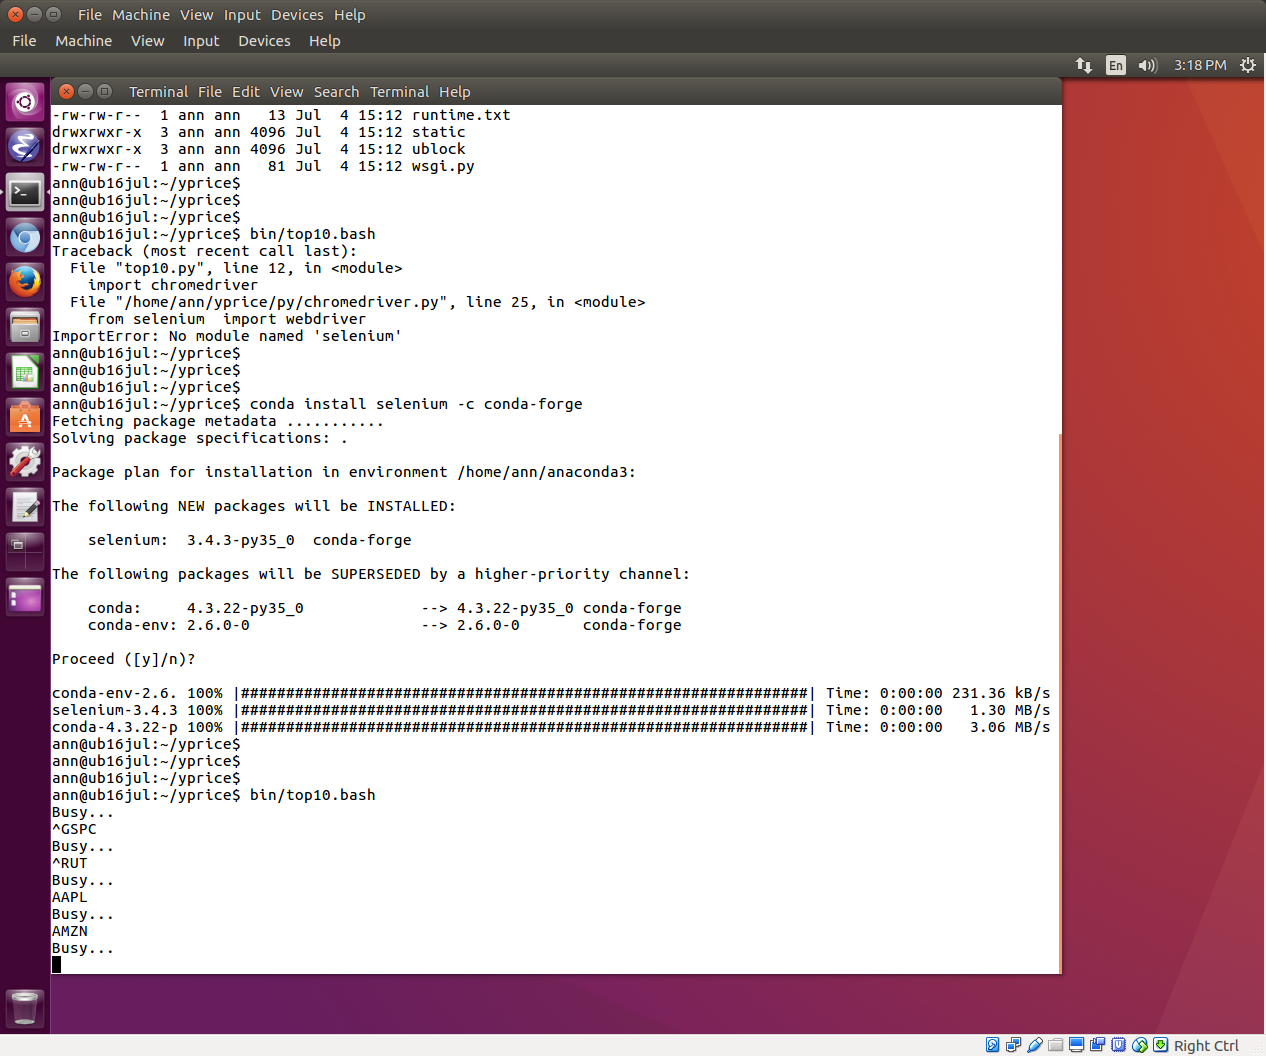 File Machine View Input Devices Help
File Machine View Input Devices Help
En 3:18 PM
Terminal File Edit View Search Terminal Help
-rw-rw-r--  1 ann ann   13 Jul  4 15:12 runtime.txt
drwxrwxr-x  3 ann ann 4096 Jul  4 15:12 static
drwxrwxr-x  3 ann ann 4096 Jul  4 15:12 ublock
-rw-rw-r--  1 ann ann   81 Jul  4 15:12 wsgi.py
ann@ub16jul:~/yprice$
ann@ub16jul:~/yprice$
ann@ub16jul:~/yprice$
ann@ub16jul:~/yprice$ bin/top10.bash
Traceback (most recent call last):
  File "top10.py", line 12, in <module>
    import chromedriver
  File "/home/ann/yprice/py/chromedriver.py", line 25, in <module>
    from selenium  import webdriver
ImportError: No module named 'selenium'
ann@ub16jul:~/yprice$
ann@ub16jul:~/yprice$
ann@ub16jul:~/yprice$
ann@ub16jul:~/yprice$ conda install selenium -c conda-forge
Fetching package metadata ...........
Solving package specifications: .
Package plan for installation in environment /home/ann/anaconda3:
The following NEW packages will be INSTALLED:
    selenium:  3.4.3-py35_0  conda-forge
The following packages will be SUPERSEDED by a higher-priority channel:
    conda:     4.3.22-py35_0             --> 4.3.22-py35_0 conda-forge
    conda-env: 2.6.0-0                   --> 2.6.0-0       conda-forge
Proceed ([y]/n)?
conda-env-2.6. 100% |###############################################################| Time: 0:00:00 231.36 kB/s
selenium-3.4.3 100% |###############################################################| Time: 0:00:00   1.30 MB/s
conda-4.3.22-p 100% |###############################################################| Time: 0:00:00   3.06 MB/s
ann@ub16jul:~/yprice$
ann@ub16jul:~/yprice$
ann@ub16jul:~/yprice$
ann@ub16jul:~/yprice$ bin/top10.bash
Busy...
^GSPC
Busy...
^RUT
Busy...
AAPL
Busy...
AMZN
Busy...
Right Ctrl